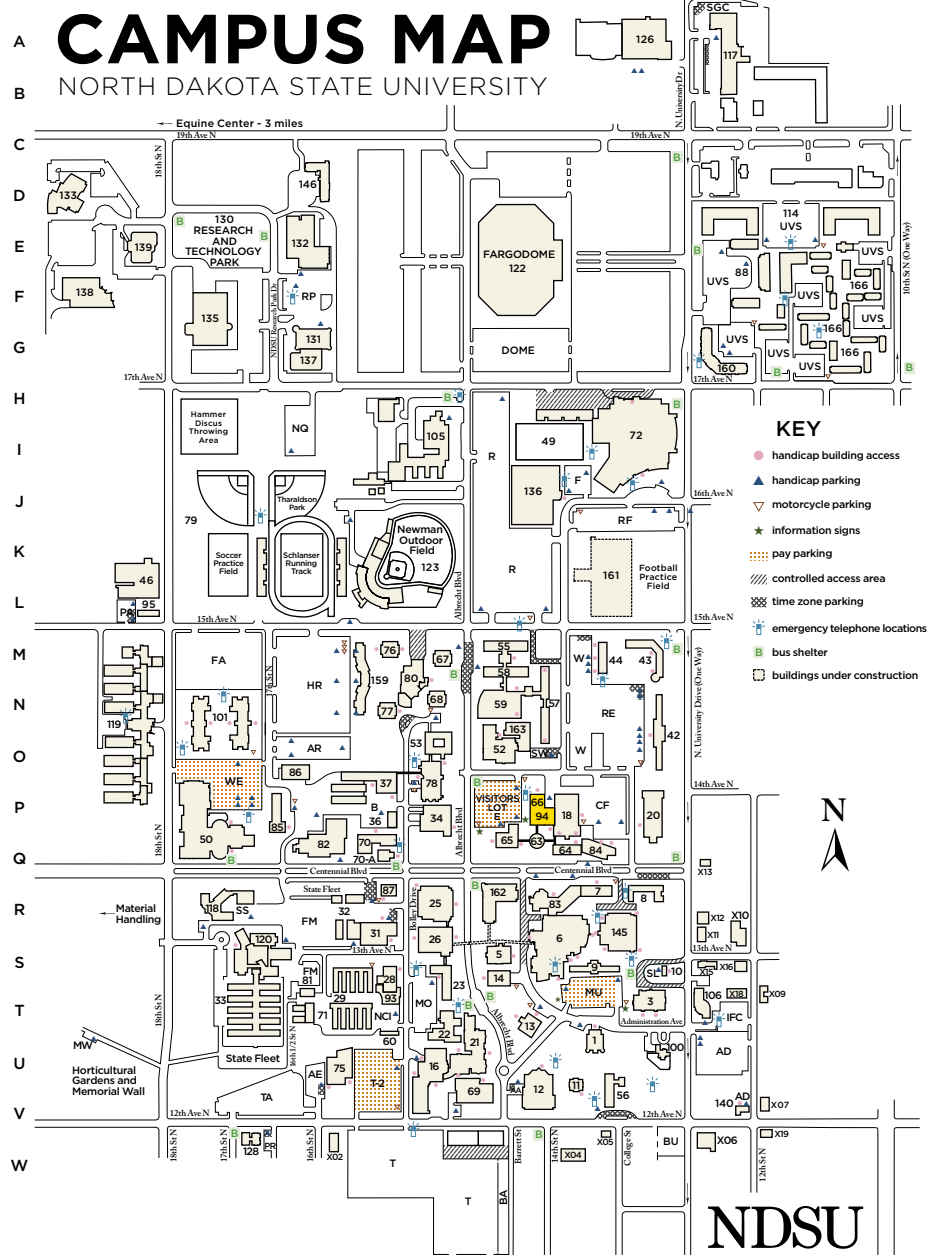 CAMPUS MAP
NORTH DAKOTA STATE UNIVERSITY
A
B
C
D
E
F
G
H
I
J
K
L
M
N
O
P
Q
R
S
T
U
V
W
126
SGC
117
N. University Dr
Equine Center - 3 miles
19th Ave N
19th Ave N
18th St N
B
133
146
130
RESEARCH
AND
TECHNOLOGY
PARK
B
B
132
139
138
135
RP
NDSU Research Park Dr
131
137
FARGODOME
122
DOME
114
UVS
B
UVS
88
UVS
166
UVS
166
UVS
UVS
UVS
166
UVS
160
B
B
10th St N (One Way)
17th Ave N
17th Ave N
Hammer
Discus
Throwing
Area
NQ
105
B
R
49
72
B
136
F
RF
16th Ave N
79
Tharaldson
Park
Soccer
Practice
Field
Schlanser
Running
Track
Newman
Outdoor
Field
123
R
161
Football
Practice
Field
46
95
15th Ave N
15th Ave N
Albrecht Blvd
KEY
handicap building access
handicap parking
motorcycle parking
information signs
pay parking
controlled access area
time zone parking
emergency telephone locations
B bus shelter
buildings under construction
FA
17th St N
HR
159
76
67
80
B
68
77
55
58
59
57
163
52
SW
W
44
43
B
RE
W
42
N. University Drive (One Way)
119
101
AR
53
WE
86
37
78
B
36
34
85
50
82
70
70-A
B
B
B
VISITORS
LOT
E
66
94
18
CF
65
63
64
84
20
B
14th Ave N
Albrecht Blvd
18th St N
Centennial Blvd
Centennial Blvd
N
X13
Material
Handling
118
SS
State Fleet
87
32
FM
31
13th Ave N
Bolley Drive
25
26
B
162
83
7
8
6
145
X12
X10
X11
13th Ave N
120
33
FM
81
29
28
93
71
NCI
60
MO
23
B
5
14
B
9
MU
B
SL
10
3
Administration Ave
X15
X16
106
X18
X09
IFC
18th St N
16th 1/2 St N
State Fleet
MW
Horticultural
Gardens and
Memorial Wall
TA
AE
75
T-2
22
21
16
69
13
Albrecht Blvd
1
100
AA
12
11
56
AD
AD
140
X07
12th Ave N
12th Ave N
18th St N
17th St N
B
128
PR
16th St N
X02
T
T
BA
Barrett St
B
14th St N
X04
X05
College St
BU
X06
12th St N
X19
NDSU